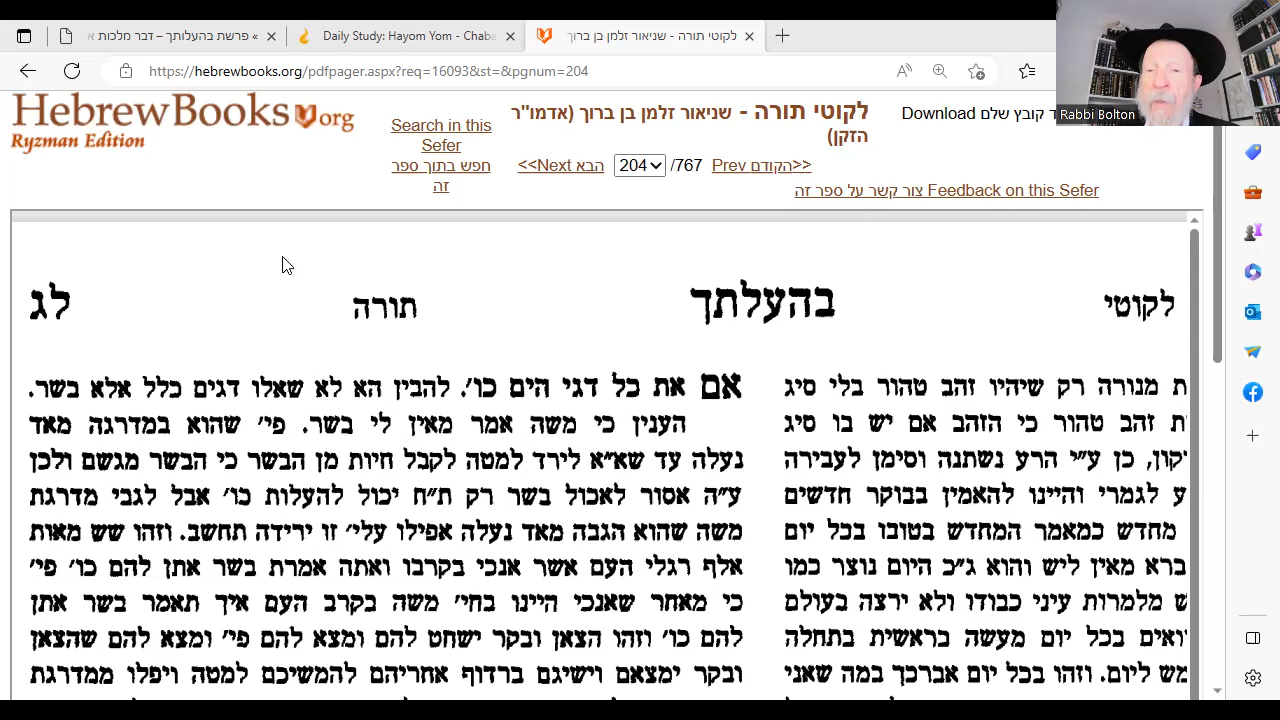 » פרשת בהעלותך – דבר מלכות א
Daily Study: Hayom Yom - Chaba
לקוטי תורה - שניאור זלמן בן ברוך
https://hebrewbooks.org/pdfpager.aspx?req=16093&st=&pgnum=204
Rabbi Bolton
HebrewBooks.org
Ryzman Edition
Search in this Sefer
חפש בתוך ספר זה
לקוטי תורה - שניאור זלמן בן ברוך (אדמו"ר הזקן)
<<Next הבא
204 /767
Prev הקודם>>
Download קובץ שלם ד
צור קשר על ספר זה Feedback on this Sefer
לקוטי
בהעלתך
תורה
לג
ת מנורה רק שיהיו זהב טהור בלי סיג
ת זהב טהור כי הזהב אם יש בו סיג
יקון, כן ע״י הרע נשתנה וסימן לעבירה
ע לגמרי והיינו להאמין בבוקר חדשים
מחדש כמאמר המחדש בטובו בכל יום
ברא מאין ליש והוא ג״כ היום נוצר כמו
ש מלמרות עיני כבודו ולא ירצה בעולם
ואים בכל יום מעשה בראשית בתחלה
מש ליום. וזהו בכל יום אברכך במה שאני
אם את כל דגי הים כו׳. להבין הא לא שאלו דגים כלל אלא בשר.
הענין כי משה אמר מאין לי בשר. פי׳ שהוא במדרגה מאד
נעלה עד שא״א לירד למטה לקבל חיות מן הבשר כי הבשר מגשם ולכן
ע״ה אסור לאכול בשר רק ת״ח יכול להעלות כו׳ אבל לגבי מדרגת
משה שהוא הגבה מאד נעלה אפילו עלי׳ זו ירידה תחשב. וזהו שש מאות
אלף רגלי העם אשר אנכי בקרבו ואתה אמרת בשר אתן להם כו׳ פי׳
כי מאחר שאנכי היינו בחי׳ משה בקרב העם איך תאמר בשר אתן
להם כו׳ וזהו הצאן ובקר ישחט להם ומצא להם פי׳ ומצא להם שהצאן
ובקר ימצאם וישיגם ברדוף אחריהם להמשיכם למטה ויפלו ממדרגת